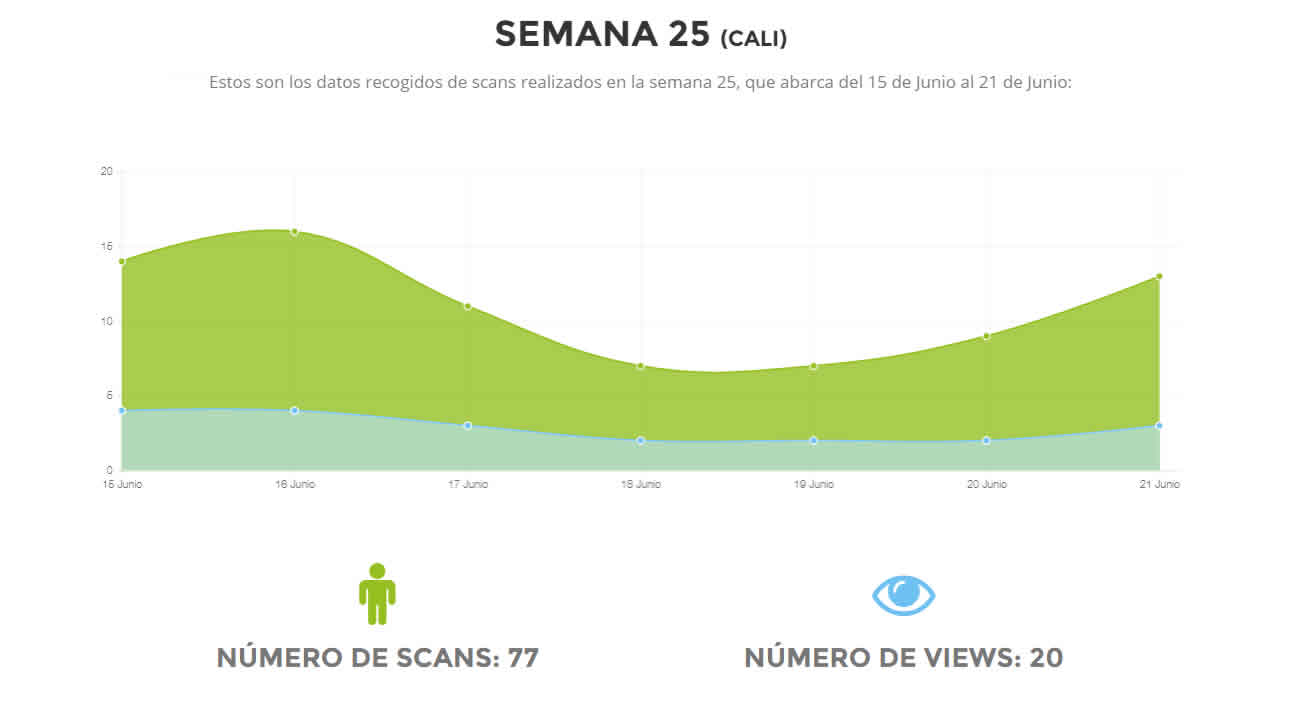 SEMANA 25 (CALI)
Estos son los datos recogidos de scans realizados en la semana 25, que abarca del 15 de Junio al 21 de Junio:
20
15
10
5
0
15 Junio 16 Junio 17 Junio 18 Junio 19 Junio 20 Junio 21 Junio
NÚMERO DE SCANS: 77 NÚMERO DE VIEWS: 20